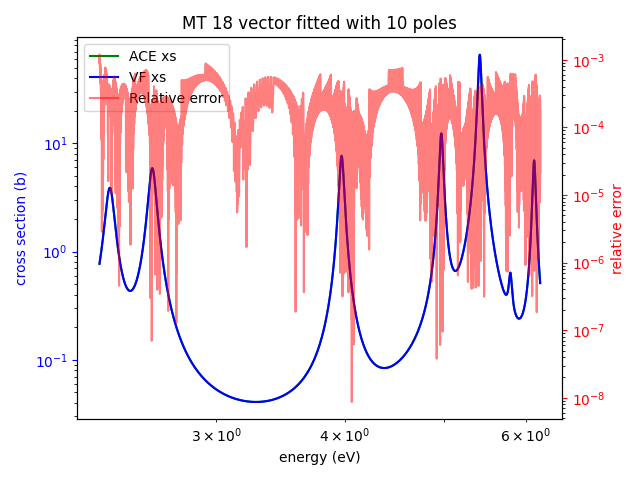 MT 18 vector fitted with 10 poles
ACE xs
VF xs
Relative error
cross section (b)
10¹
10⁰
10⁻¹
10⁻³
10⁻⁴
10⁻⁵
10⁻⁶
10⁻⁷
10⁻⁸
relative error
3 × 10⁰
4 × 10⁰
6 × 10⁰
energy (eV)